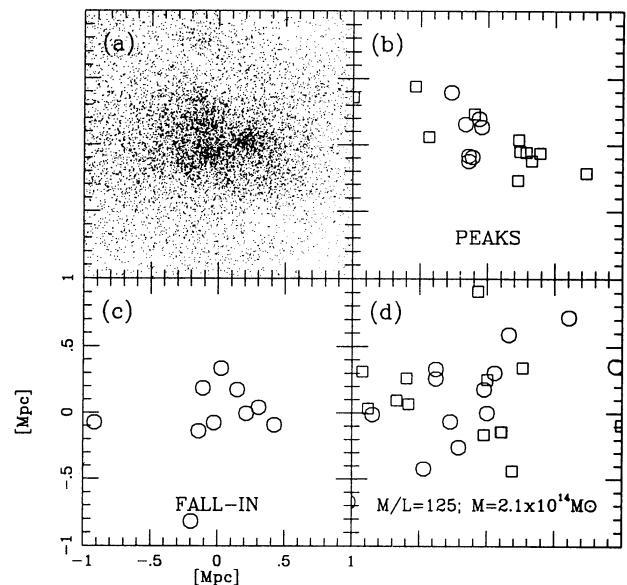 (a)
(b)
PEAKS
(c)
FALL-IN
(d)
M/L=125; M=2.1x10¹⁴M⊙
1
.5
0
-.5
-1
[Mpc]
-1 -.5 0 .5 1
[Mpc]